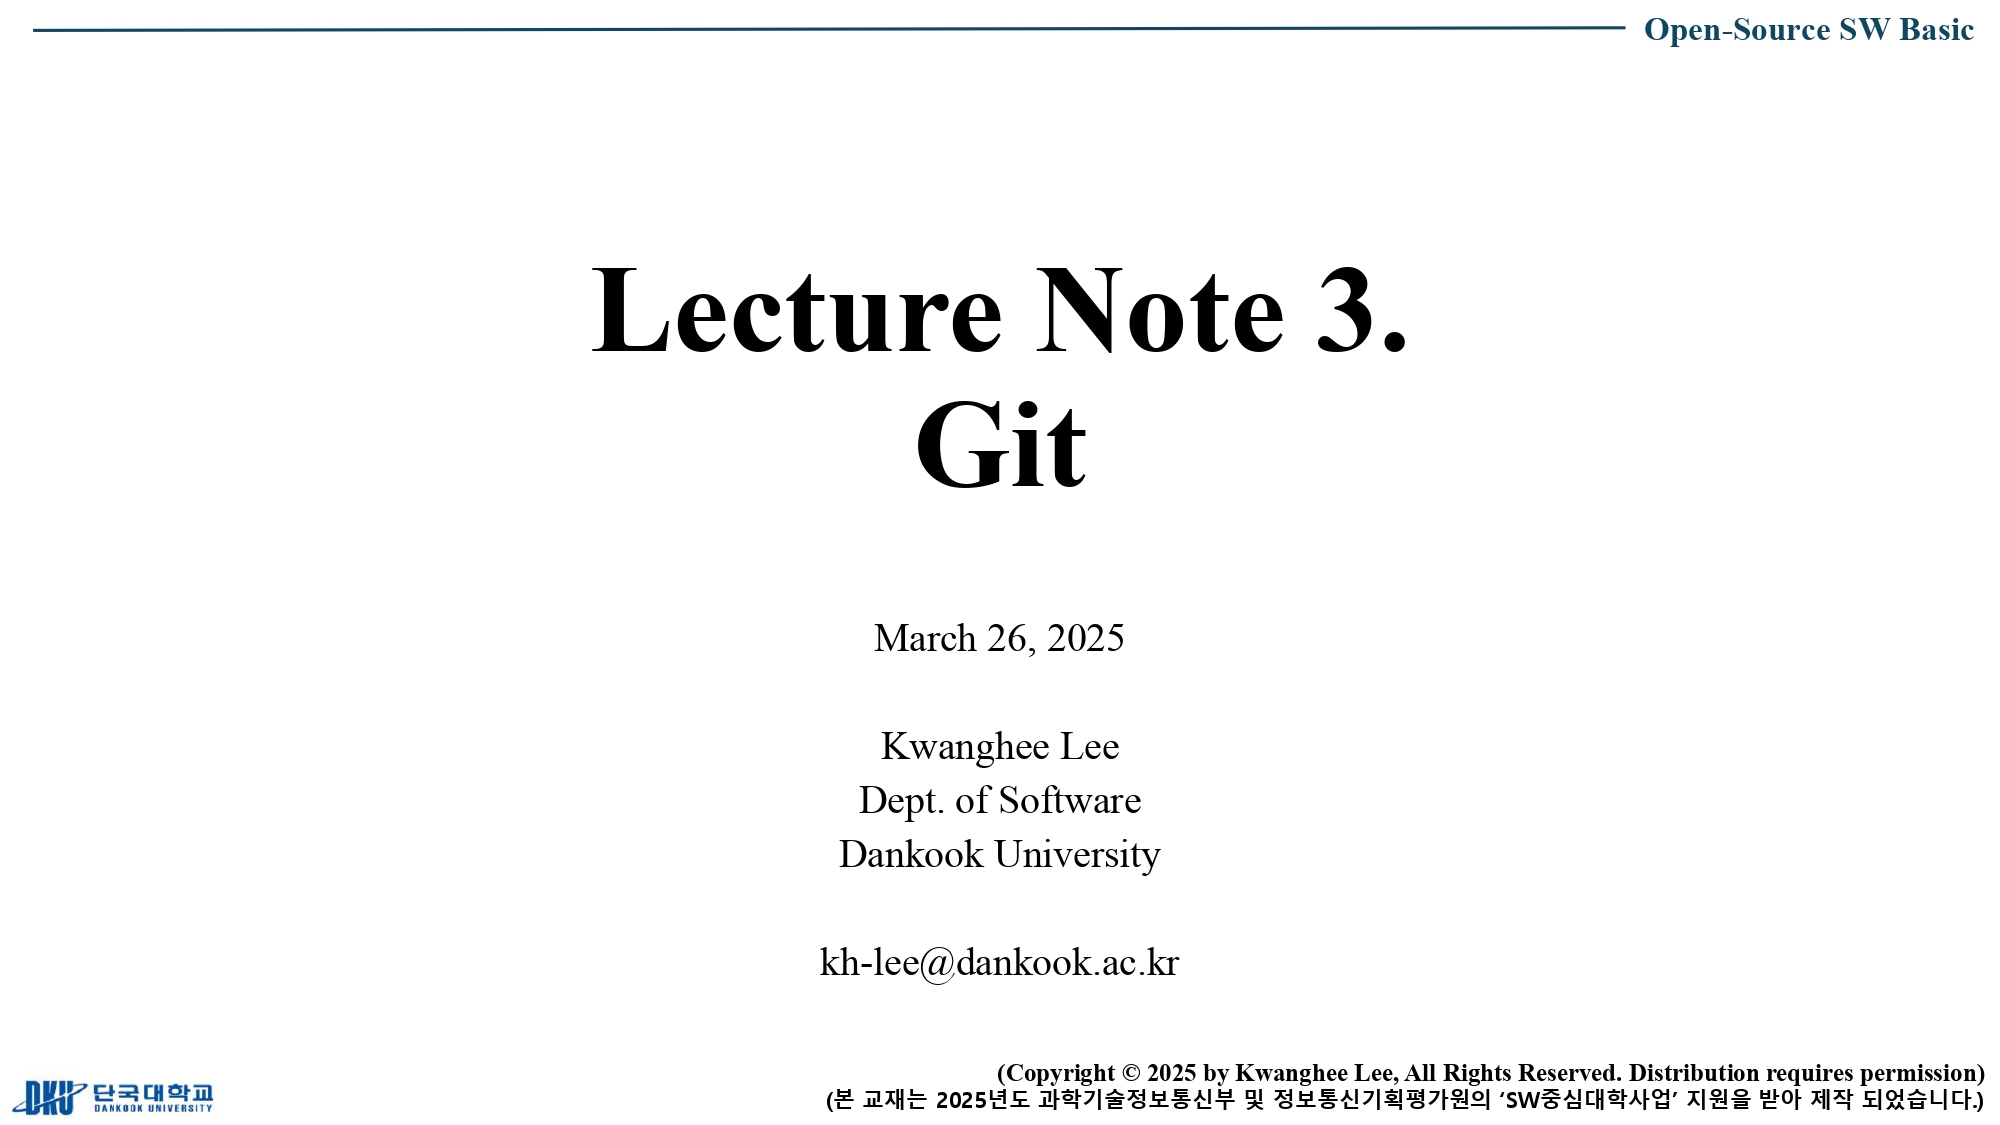 Open-Source SW Basic
Lecture Note 3.
Git
March 26, 2025
Kwanghee Lee
Dept. of Software
Dankook University
kh-lee@dankook.ac.kr
(Copyright © 2025 by Kwanghee Lee, All Rights Reserved. Distribution requires permission)
(본 교재는 2025년도 과학기술정보통신부 및 정보통신기획평가원의 ‘SW중심대학사업’ 지원을 받아 제작 되었습니다.)
DKU 단국대학교
DANKOOK UNIVERSITY